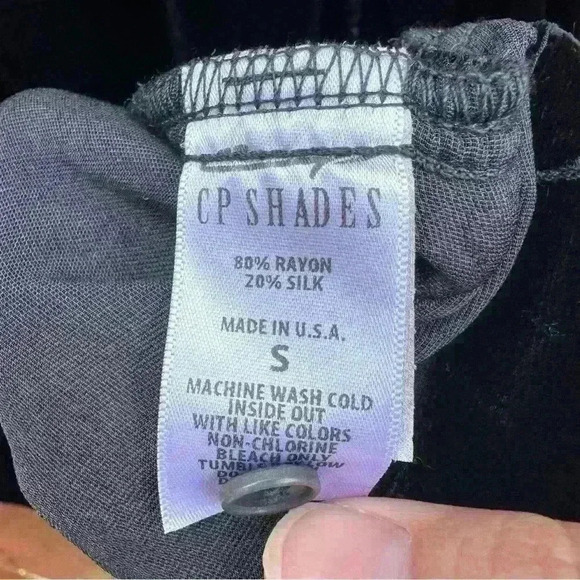 CP SHADES
80% RAYON
20% SILK
MADE IN U.S.A.
S
MACHINE WASH COLD
INSIDE OUT
WITH LIKE COLORS
NON-CHLORINE
BLEACH ONLY